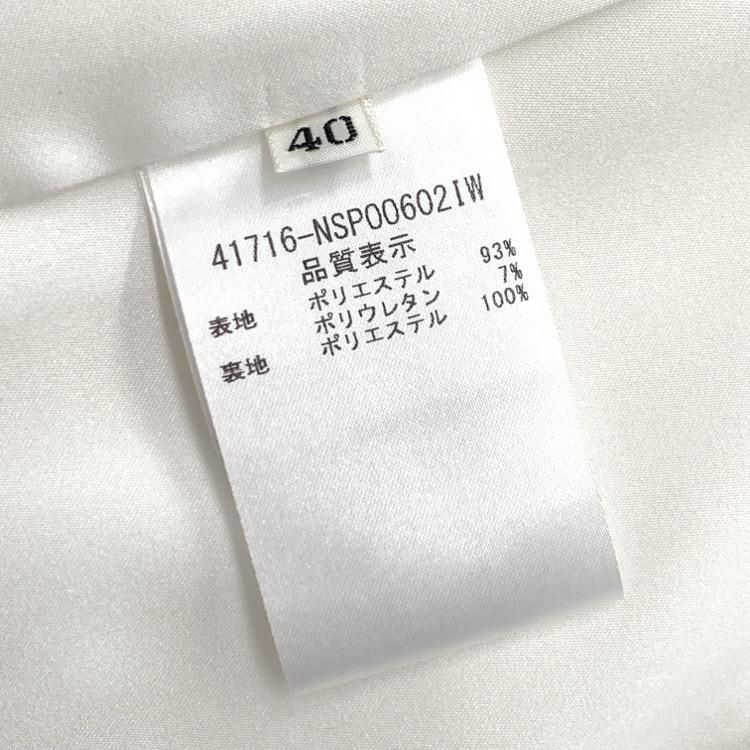 40
41716-NSP00602IW
品質表示
表地 ポリエステル 93%
ポリウレタン 7%
裏地 ポリエステル 100%